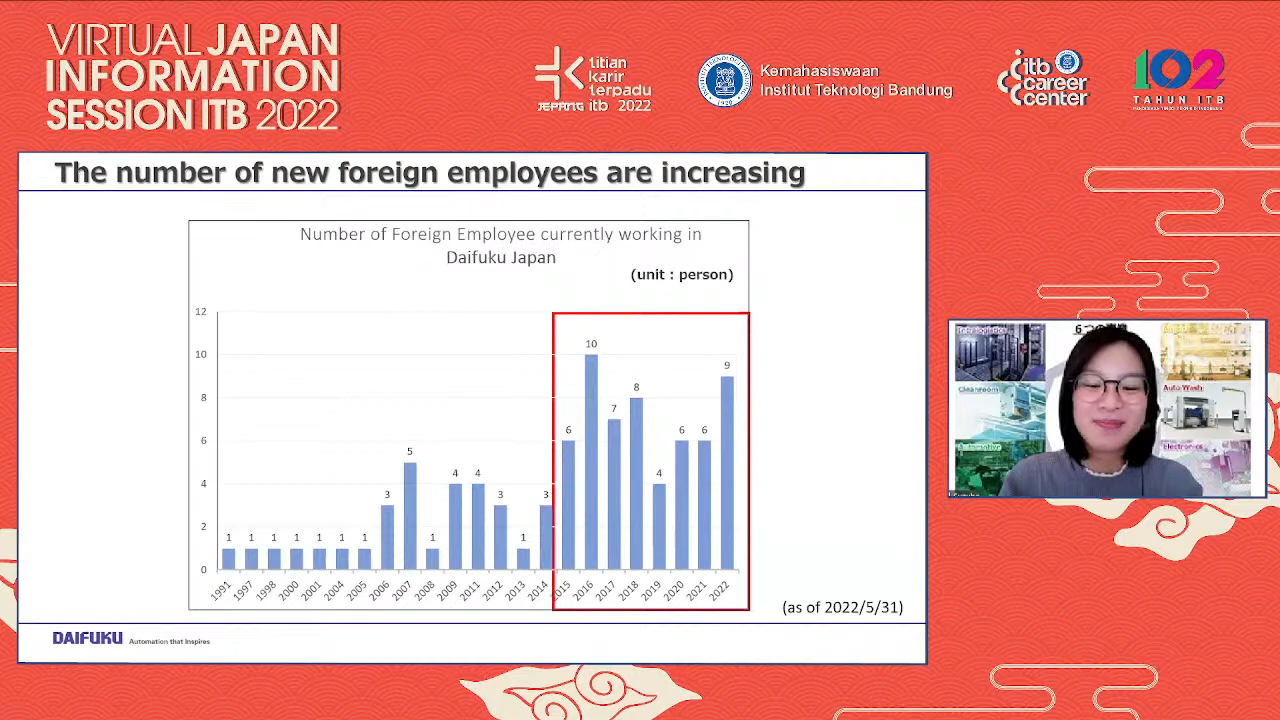 VIRTUAL JAPAN
INFORMATION
SESSION ITB 2022
titian
karir
terpadu
JEPANG itb 2022
Kemahasiswaan
Institut Teknologi Bandung
itb
career
center
102
TAHUN ITB
The number of new foreign employees are increasing
Number of Foreign Employee currently working in
Daifuku Japan
(unit : person)
12
10
8
6
4
2
0
1 1 1 1 1 1 1 3 5 1 4 4 3 1 3 6 10 7 8 4 6 6 9
1991 1997 1998 2000 2001 2004 2005 2006 2007 2008 2009 2011 2012 2013 2014 2015 2016 2017 2018 2019 2020 2021 2022
(as of 2022/5/31)
DAIFUKU Automation that Inspires
Cleanroom
Automotive
Auto Wash
Electronics